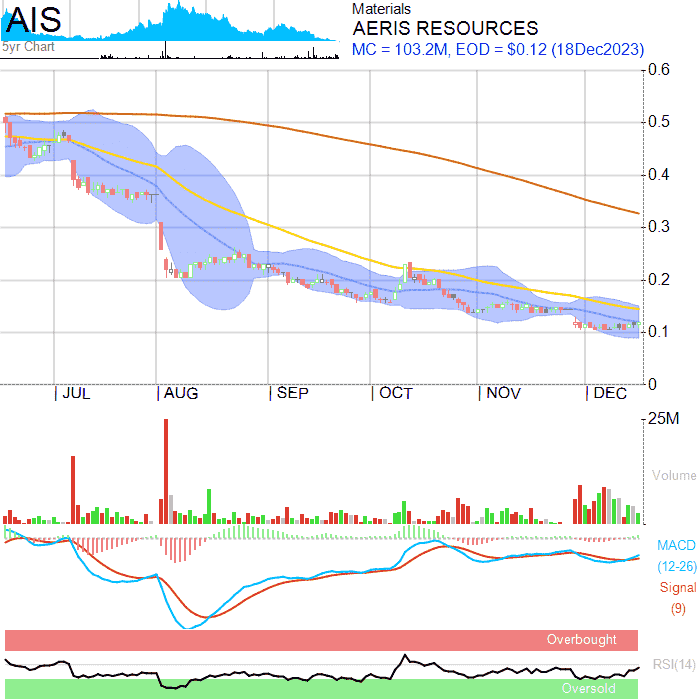 AIS
5yr Chart
Materials
AERIS RESOURCES
MC = 103.2M, EOD = $0.12 (18Dec2023)
0.6
0.5
0.4
0.3
0.2
0.1
0
JUL AUG SEP OCT NOV DEC
25M
Volume
MACD
(12-26)
Signal
(9)
Overbought
RSI(14)
Oversold